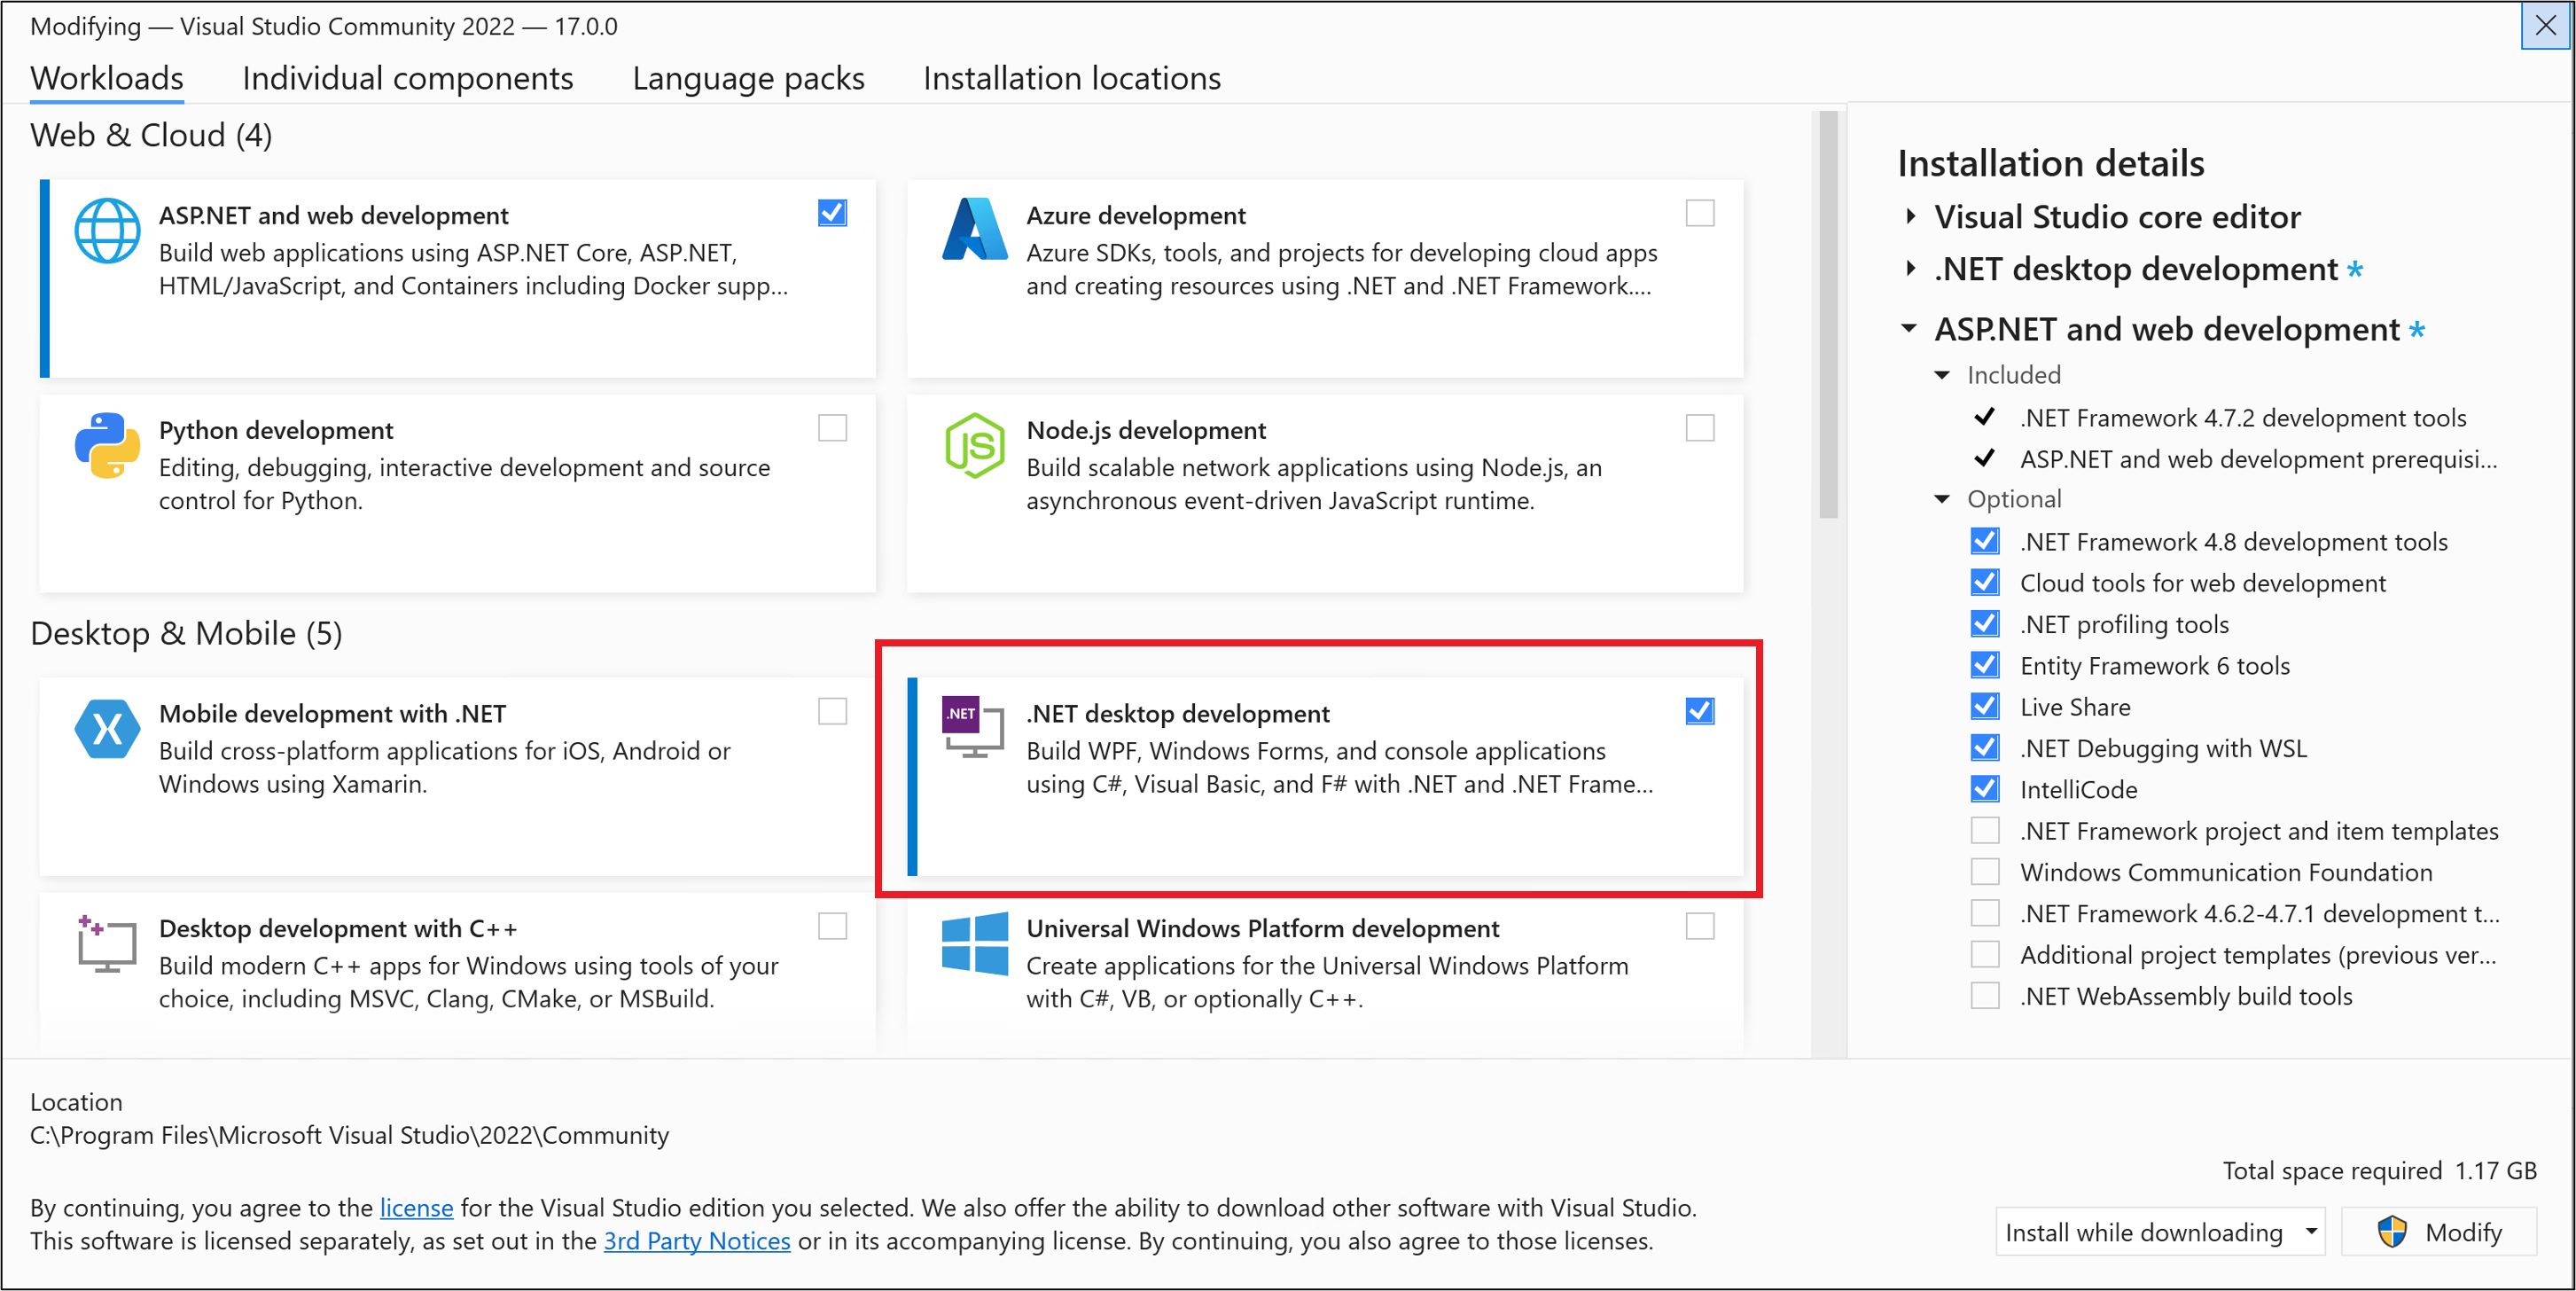 Modifying — Visual Studio Community 2022 — 17.0.0
Workloads
Individual components
Language packs
Installation locations
Web & Cloud (4)
ASP.NET and web development
Build web applications using ASP.NET Core, ASP.NET,
HTML/JavaScript, and Containers including Docker supp...
Azure development
Azure SDKs, tools, and projects for developing cloud apps
and creating resources using .NET and .NET Framework....
Python development
Editing, debugging, interactive development and source
control for Python.
JS
Node.js development
Build scalable network applications using Node.js, an
asynchronous event-driven JavaScript runtime.
Desktop & Mobile (5)
Mobile development with .NET
Build cross-platform applications for iOS, Android or
Windows using Xamarin.
.NET
.NET desktop development
Build WPF, Windows Forms, and console applications
using C#, Visual Basic, and F# with .NET and .NET Frame...
Desktop development with C++
Build modern C++ apps for Windows using tools of your
choice, including MSVC, Clang, CMake, or MSBuild.
Universal Windows Platform development
Create applications for the Universal Windows Platform
with C#, VB, or optionally C++.
Installation details
Visual Studio core editor
.NET desktop development *
ASP.NET and web development *
Included
.NET Framework 4.7.2 development tools
ASP.NET and web development prerequisi...
Optional
.NET Framework 4.8 development tools
Cloud tools for web development
.NET profiling tools
Entity Framework 6 tools
Live Share
.NET Debugging with WSL
IntelliCode
.NET Framework project and item templates
Windows Communication Foundation
.NET Framework 4.6.2-4.7.1 development t...
Additional project templates (previous ver...
.NET WebAssembly build tools
Location
C:\Program Files\Microsoft Visual Studio\2022\Community
Total space required 1.17 GB
By continuing, you agree to the license for the Visual Studio edition you selected. We also offer the ability to download other software with Visual Studio.
This software is licensed separately, as set out in the 3rd Party Notices or in its accompanying license. By continuing, you also agree to those licenses.
Install while downloading
Modify